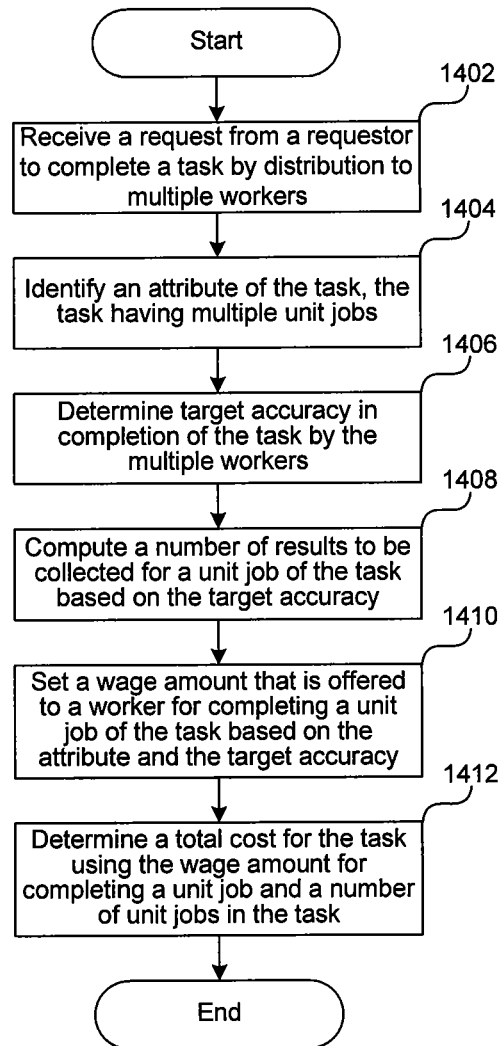 Start
1402
Receive a request from a requestor
to complete a task by distribution to
multiple workers
1404
Identify an attribute of the task, the
task having multiple unit jobs
1406
Determine target accuracy in
completion of the task by the
multiple workers
1408
Compute a number of results to be
collected for a unit job of the task
based on the target accuracy
1410
Set a wage amount that is offered
to a worker for completing a unit
job of the task based on the
attribute and the target accuracy
1412
Determine a total cost for the task
using the wage amount for
completing a unit job and a number
of unit jobs in the task
End